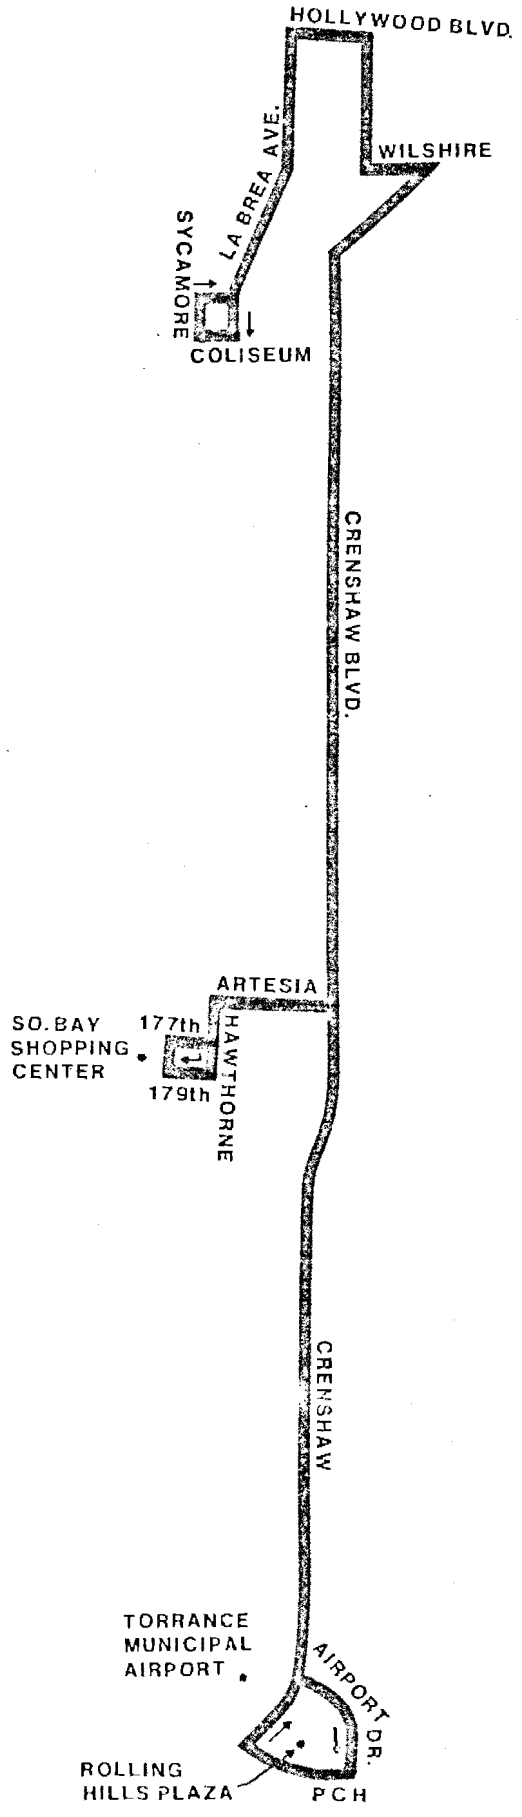 HOLLYWOOD BLVD.
WILSHIRE
LA BREA AVE.
SYCAMORE
COLISEUM
CRENSHAW BLVD.
ARTESIA
SO. BAY
SHOPPING
CENTER
177th
HAWTHORNE
179th
CRENSHAW
TORRANCE
MUNICIPAL
AIRPORT
AIRPORT DR.
ROLLING
HILLS PLAZA
PCH